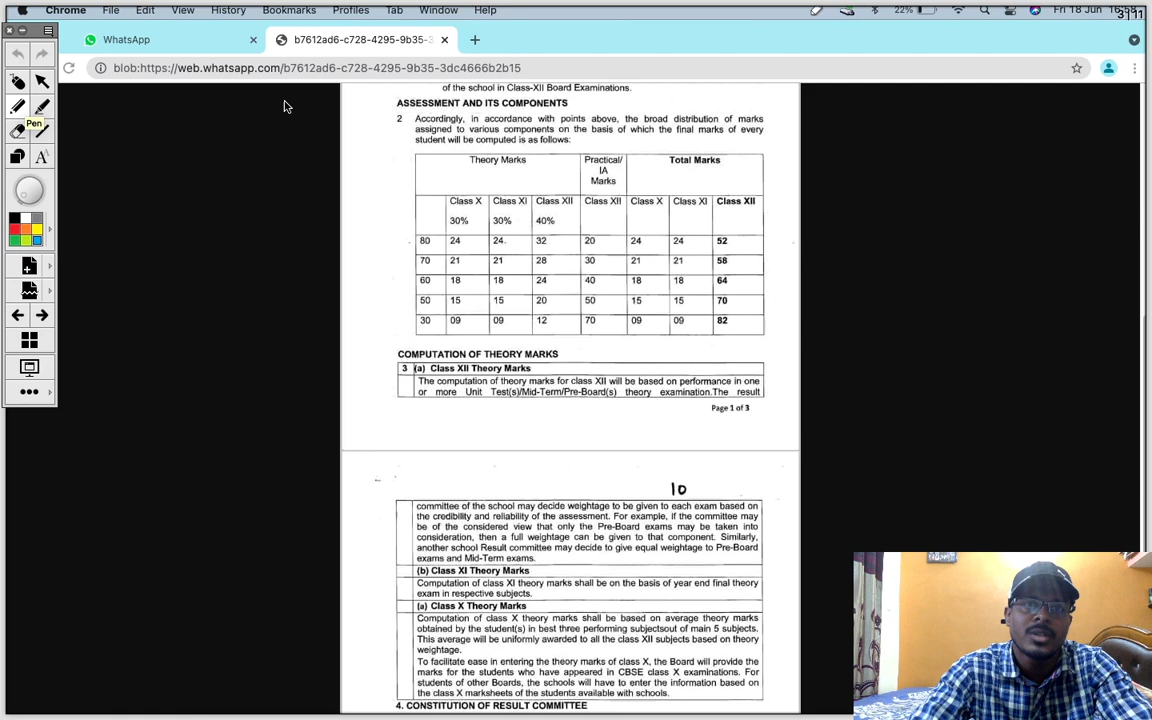 Chrome File Edit View History Bookmarks Profiles Tab Window Help 22% Fri 18 Jun 16:58
3 | 11
WhatsApp × b7612ad6-c728-4295-9b35-3 × +
blob:https://web.whatsapp.com/b7612ad6-c728-4295-9b35-3dc4666b2b15
Pen
of the school in Class-XII Board Examinations.
ASSESSMENT AND ITS COMPONENTS
2 Accordingly, in accordance with points above, the broad distribution of marks
assigned to various components on the basis of which the final marks of every
student will be computed is as follows:
Theory Marks Practical/ Total Marks
IA
Marks
Class X Class XI Class XII Class XII Class X Class XI Class XII
30% 30% 40%
80 24 24. 32 20 24 24 52
70 21 21 28 30 21 21 58
60 18 18 24 40 18 18 64
50 15 15 20 50 15 15 70
30 09 09 12 70 09 09 82
COMPUTATION OF THEORY MARKS
3 (a) Class XII Theory Marks
The computation of theory marks for class XII will be based on performance in one
or more Unit Test(s)/Mid-Term/Pre-Board(s) theory examination.The result
Page 1 of 3
10
committee of the school may decide weightage to be given to each exam based on
the credibility and reliability of the assessment. For example, if the committee may
be of the considered view that only the Pre-Board exams may be taken into
consideration, then a full weightage can be given to that component. Similarly,
another school Result committee may decide to give equal weightage to Pre-Board
exams and Mid-Term exams.
(b) Class XI Theory Marks
Computation of class XI theory marks shall be on the basis of year end final theory
exam in respective subjects.
(a) Class X Theory Marks
Computation of class X theory marks shall be based on average theory marks
obtained by the student(s) in best three performing subjectsout of main 5 subjects.
This average will be uniformly awarded to all the class XII subjects based on theory
weightage.
To facilitate ease in entering the theory marks of class X, the Board will provide the
marks for the students who have appeared in CBSE class X examinations. For
students of other Boards, the schools will have to enter the information based on
the class X marksheets of the students available with schools.
4. CONSTITUTION OF RESULT COMMITTEE